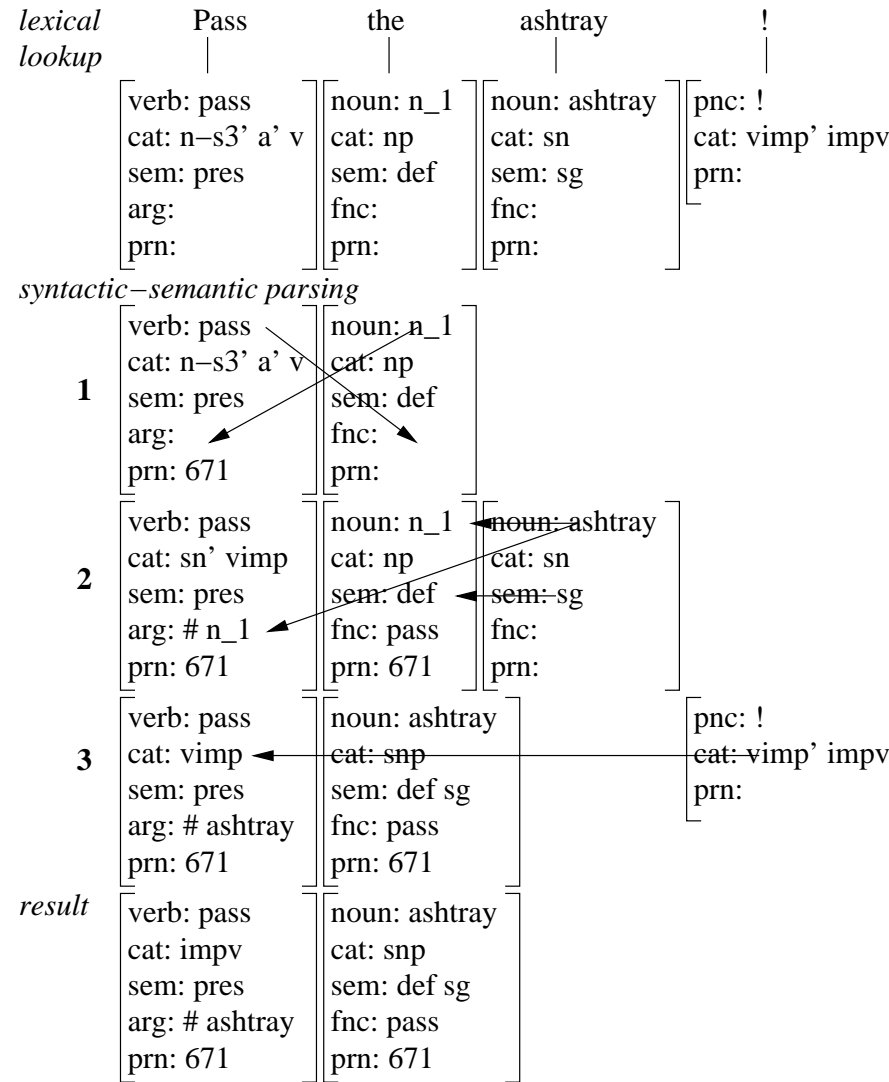 lexical Pass the ashtray !
lookup
verb: pass noun: n_1 noun: ashtray pnc: !
cat: n–s3’ a’ v cat: np cat: sn cat: vimp’ impv
sem: pres sem: def sem: sg prn:
arg: fnc: fnc:
prn: prn: prn:
syntactic–semantic parsing
verb: pass noun: n_1
cat: n–s3’ a’ v cat: np
1 sem: pres sem: def
arg: fnc:
prn: 671 prn:
verb: pass noun: n_1 noun: ashtray
cat: sn’ vimp cat: np cat: sn
2 sem: pres sem: def sem: sg
arg: # n_1 fnc: pass fnc:
prn: 671 prn: 671 prn:
verb: pass noun: ashtray pnc: !
3 cat: vimp cat: snp cat: vimp’ impv
sem: pres sem: def sg prn:
arg: # ashtray fnc: pass
prn: 671 prn: 671
result verb: pass noun: ashtray
cat: impv cat: snp
sem: pres sem: def sg
arg: # ashtray fnc: pass
prn: 671 prn: 671